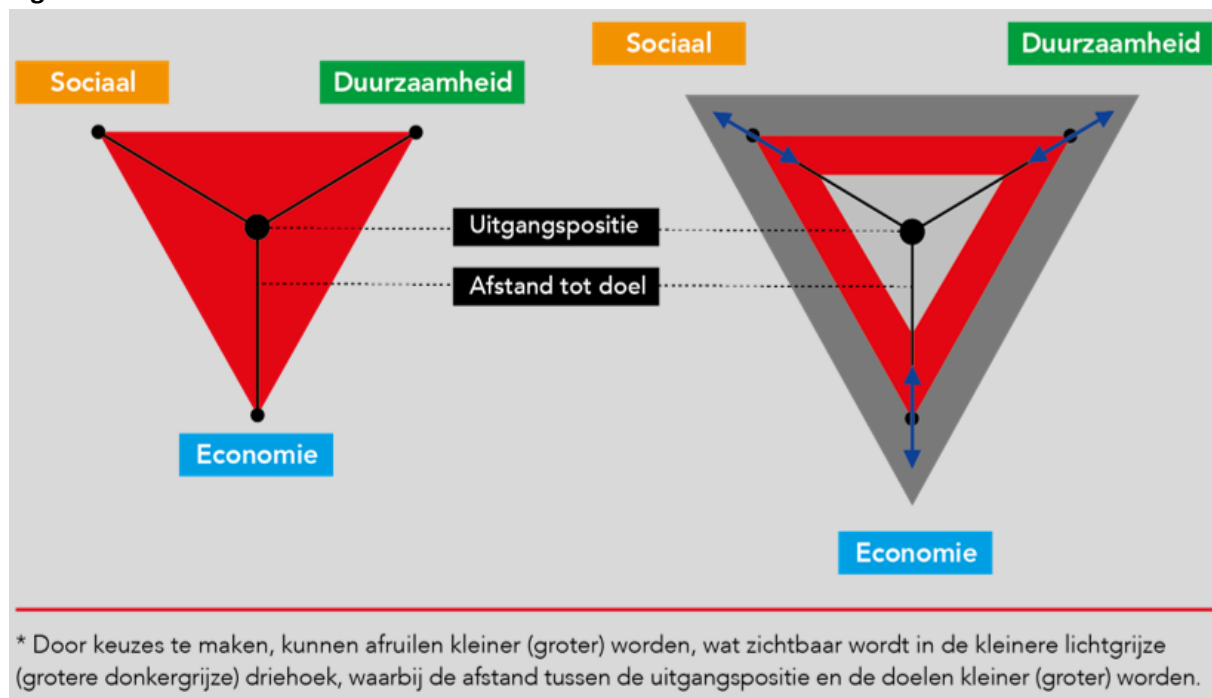 Sociaal
Duurzaamheid
Sociaal
Duurzaamheid
Uitgangspositie
Afstand tot doel
Economie
Economie
* Door keuzes te maken, kunnen afruilen kleiner (groter) worden, wat zichtbaar wordt in de kleinere lichtgrijze
(grotere donkergrijze) driehoek, waarbij de afstand tussen de uitgangspositie en de doelen kleiner (groter) worden.